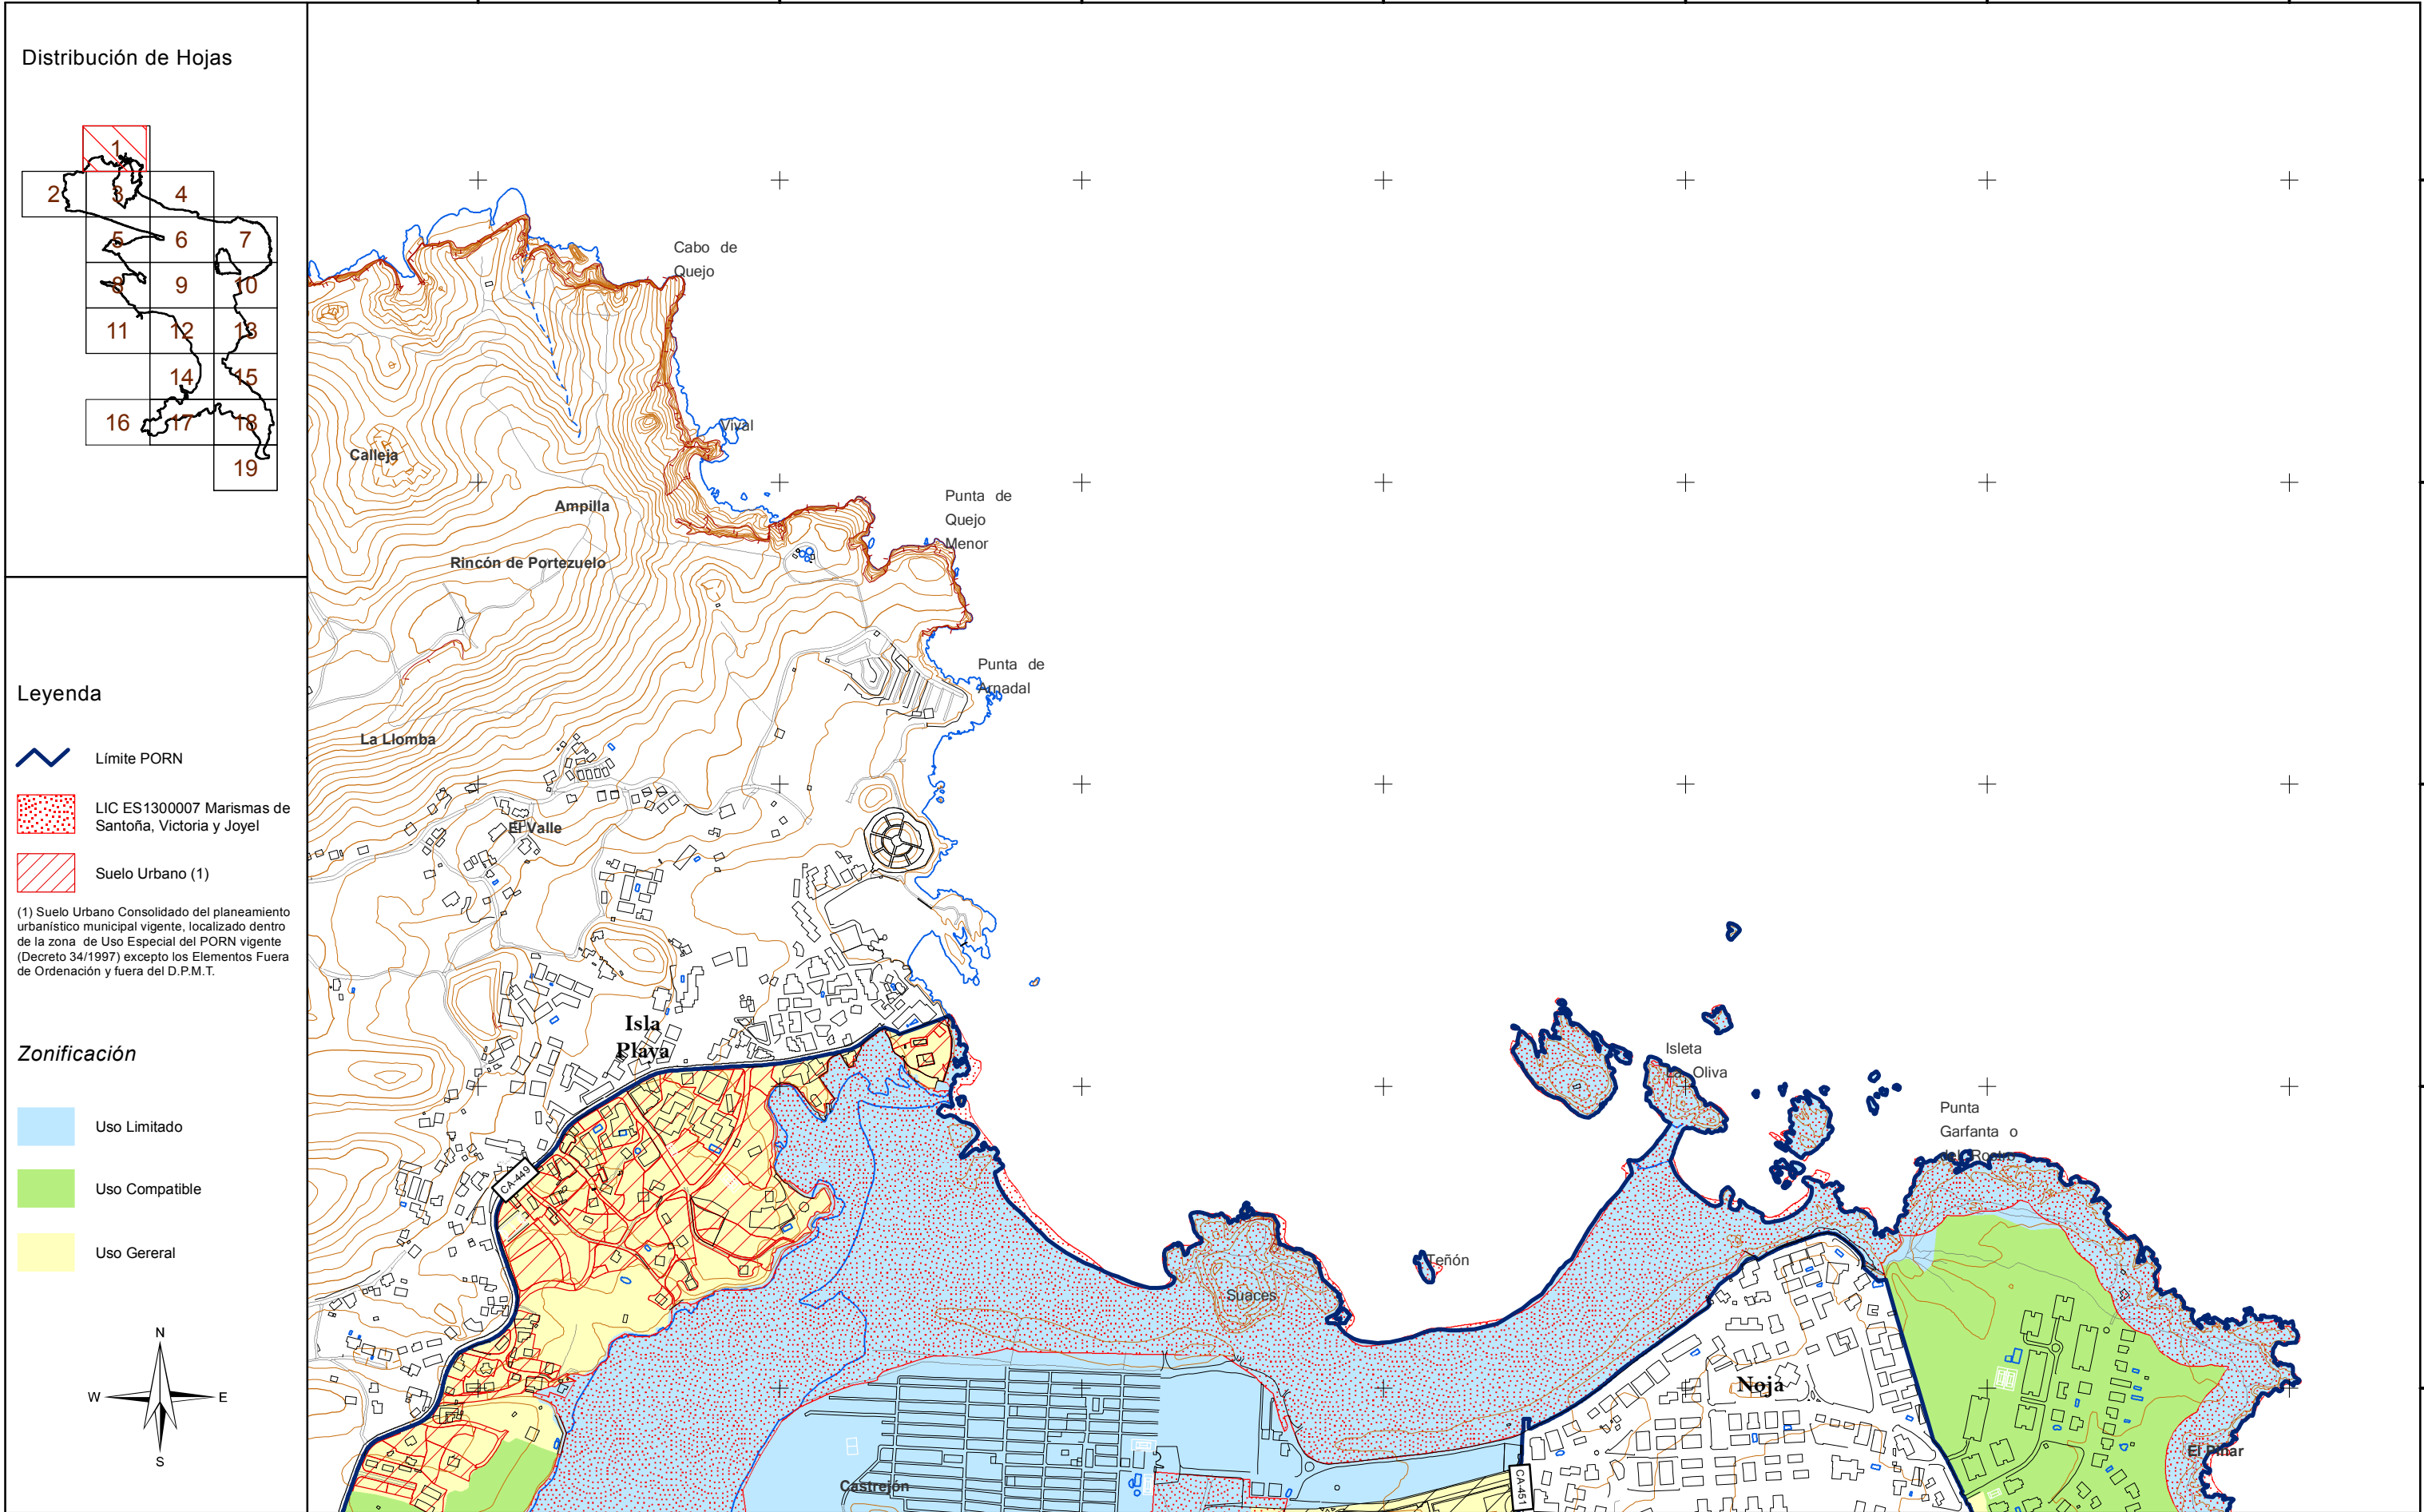 Distribución de Hojas
1
2 3 4
5 6 7
8 9 10
11 12 13
14 15
16 17 18
19
Leyenda
Límite PORN
LIC ES1300007 Marismas de
Santoña, Victoria y Joyel
Suelo Urbano (1)
(1) Suelo Urbano Consolidado del planeamiento
urbanístico municipal vigente, localizado dentro
de la zona de Uso Especial del PORN vigente
(Decreto 34/1997) excepto los Elementos Fuera
de Ordenación y fuera del D.P.M.T.
Zonificación
Uso Limitado
Uso Compatible
Uso Gereral
N
W E
S
Cabo de
Quejo
Vival
Calleja
Ampilla
Punta de
Quejo
Menor
Rincón de Portezuelo
Punta de
Arnadal
La Llomba
El Valle
Isla
Playa
Isleta
La Oliva
Punta
Garfanta o
del Rostro
CA-449
Teñón
Suaces
Noja
El Pinar
Castrejón
CA-451